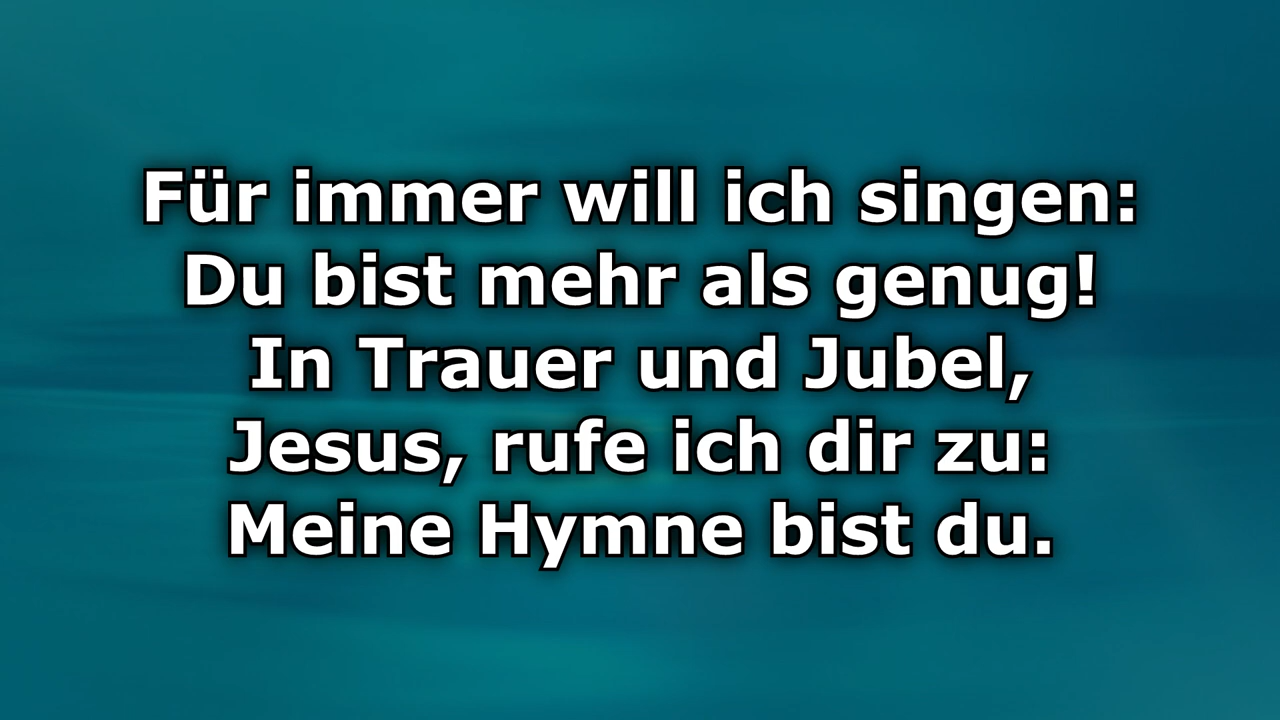 Für immer will ich singen:
Du bist mehr als genug!
In Trauer und Jubel,
Jesus, rufe ich dir zu:
Meine Hymne bist du.